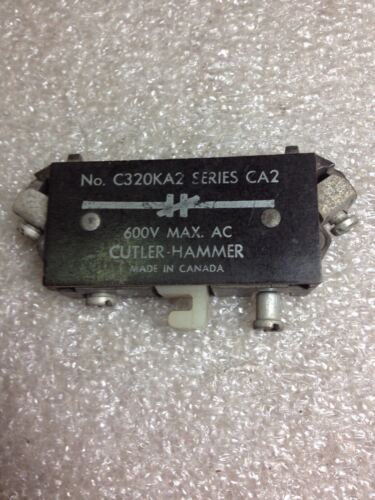 No. C320KA2 SERIES CA2
600V MAX. AC
CUTLER-HAMMER
MADE IN CANADA